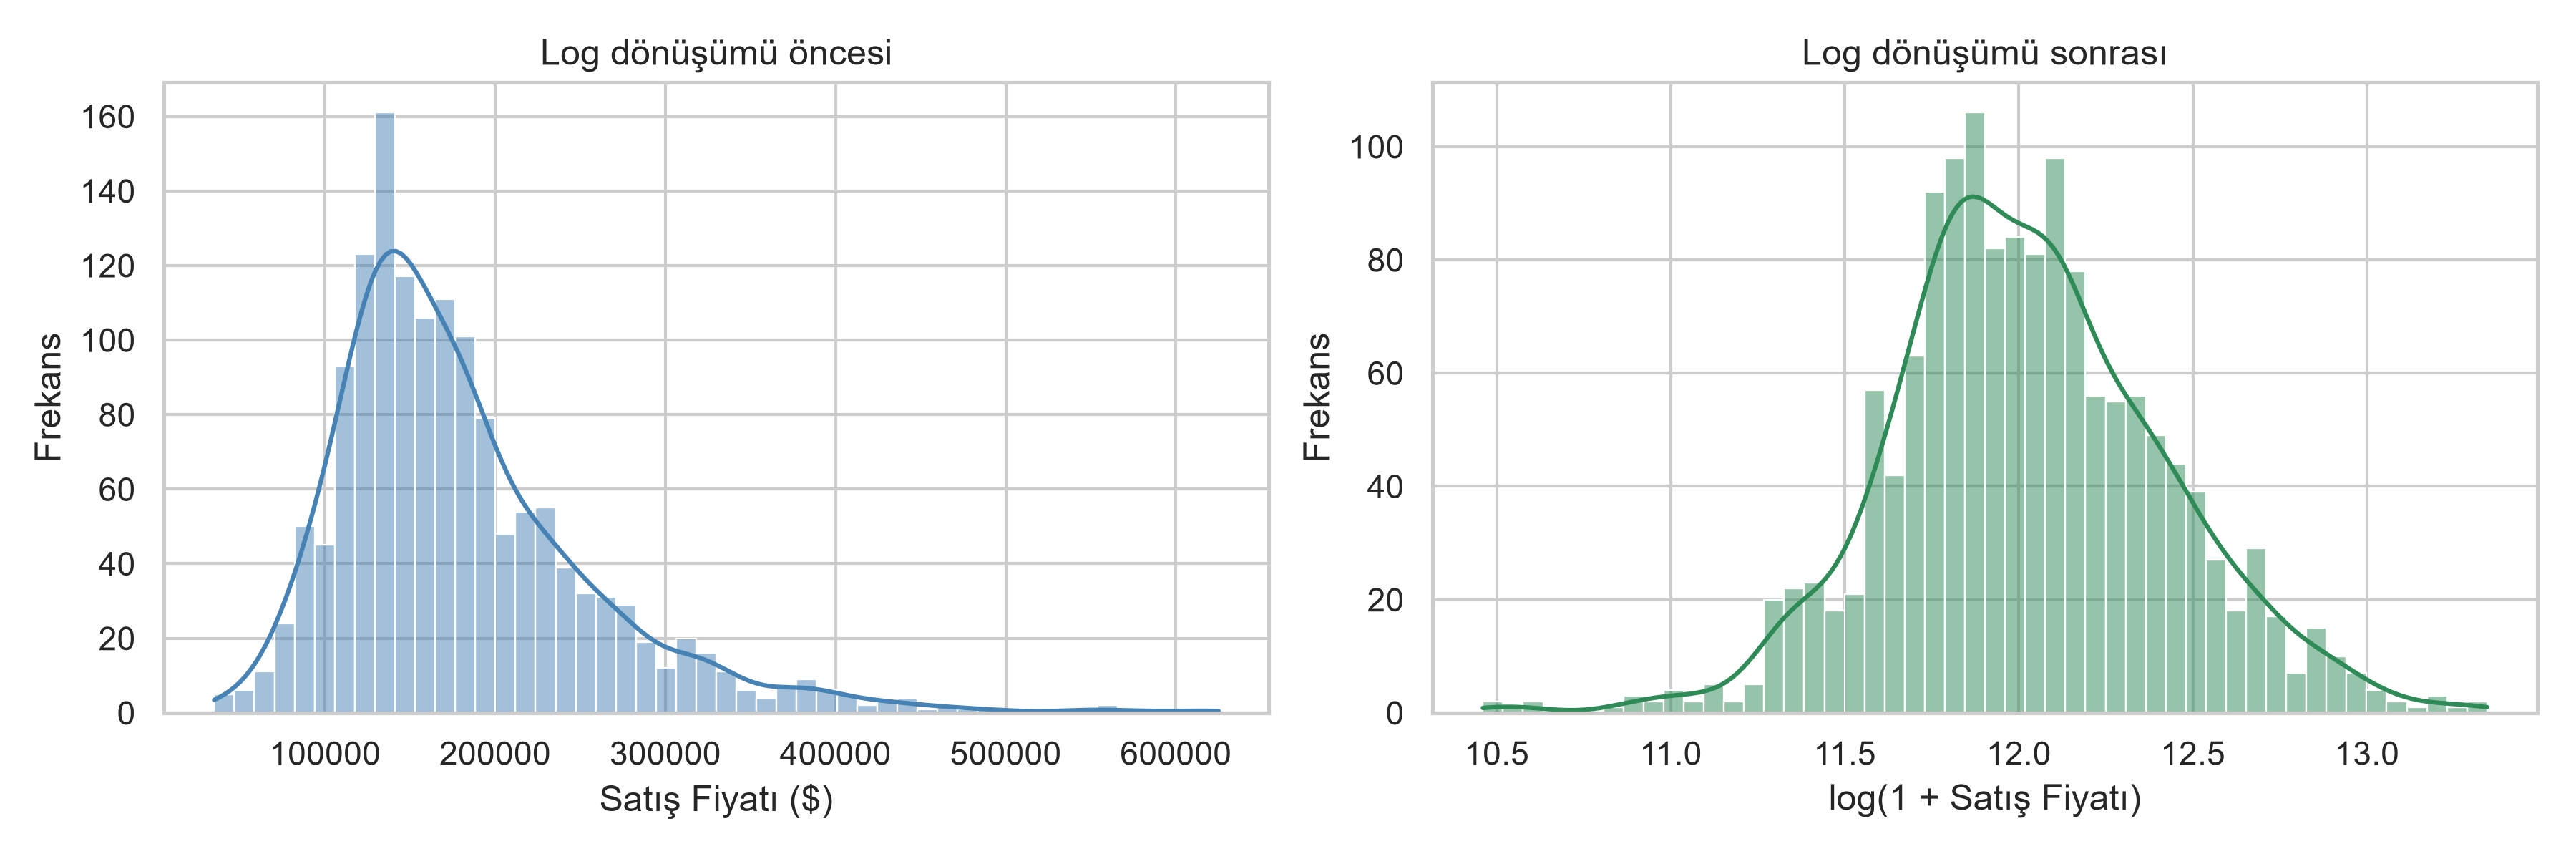 Log dönüşümü öncesi
160
140
120
100
80
60
40
20
0
Frekans
100000 200000 300000 400000 500000 600000
Satış Fiyatı ($)
Log dönüşümü sonrası
100
80
60
40
20
0
Frekans
10.5 11.0 11.5 12.0 12.5 13.0
log(1 + Satış Fiyatı)